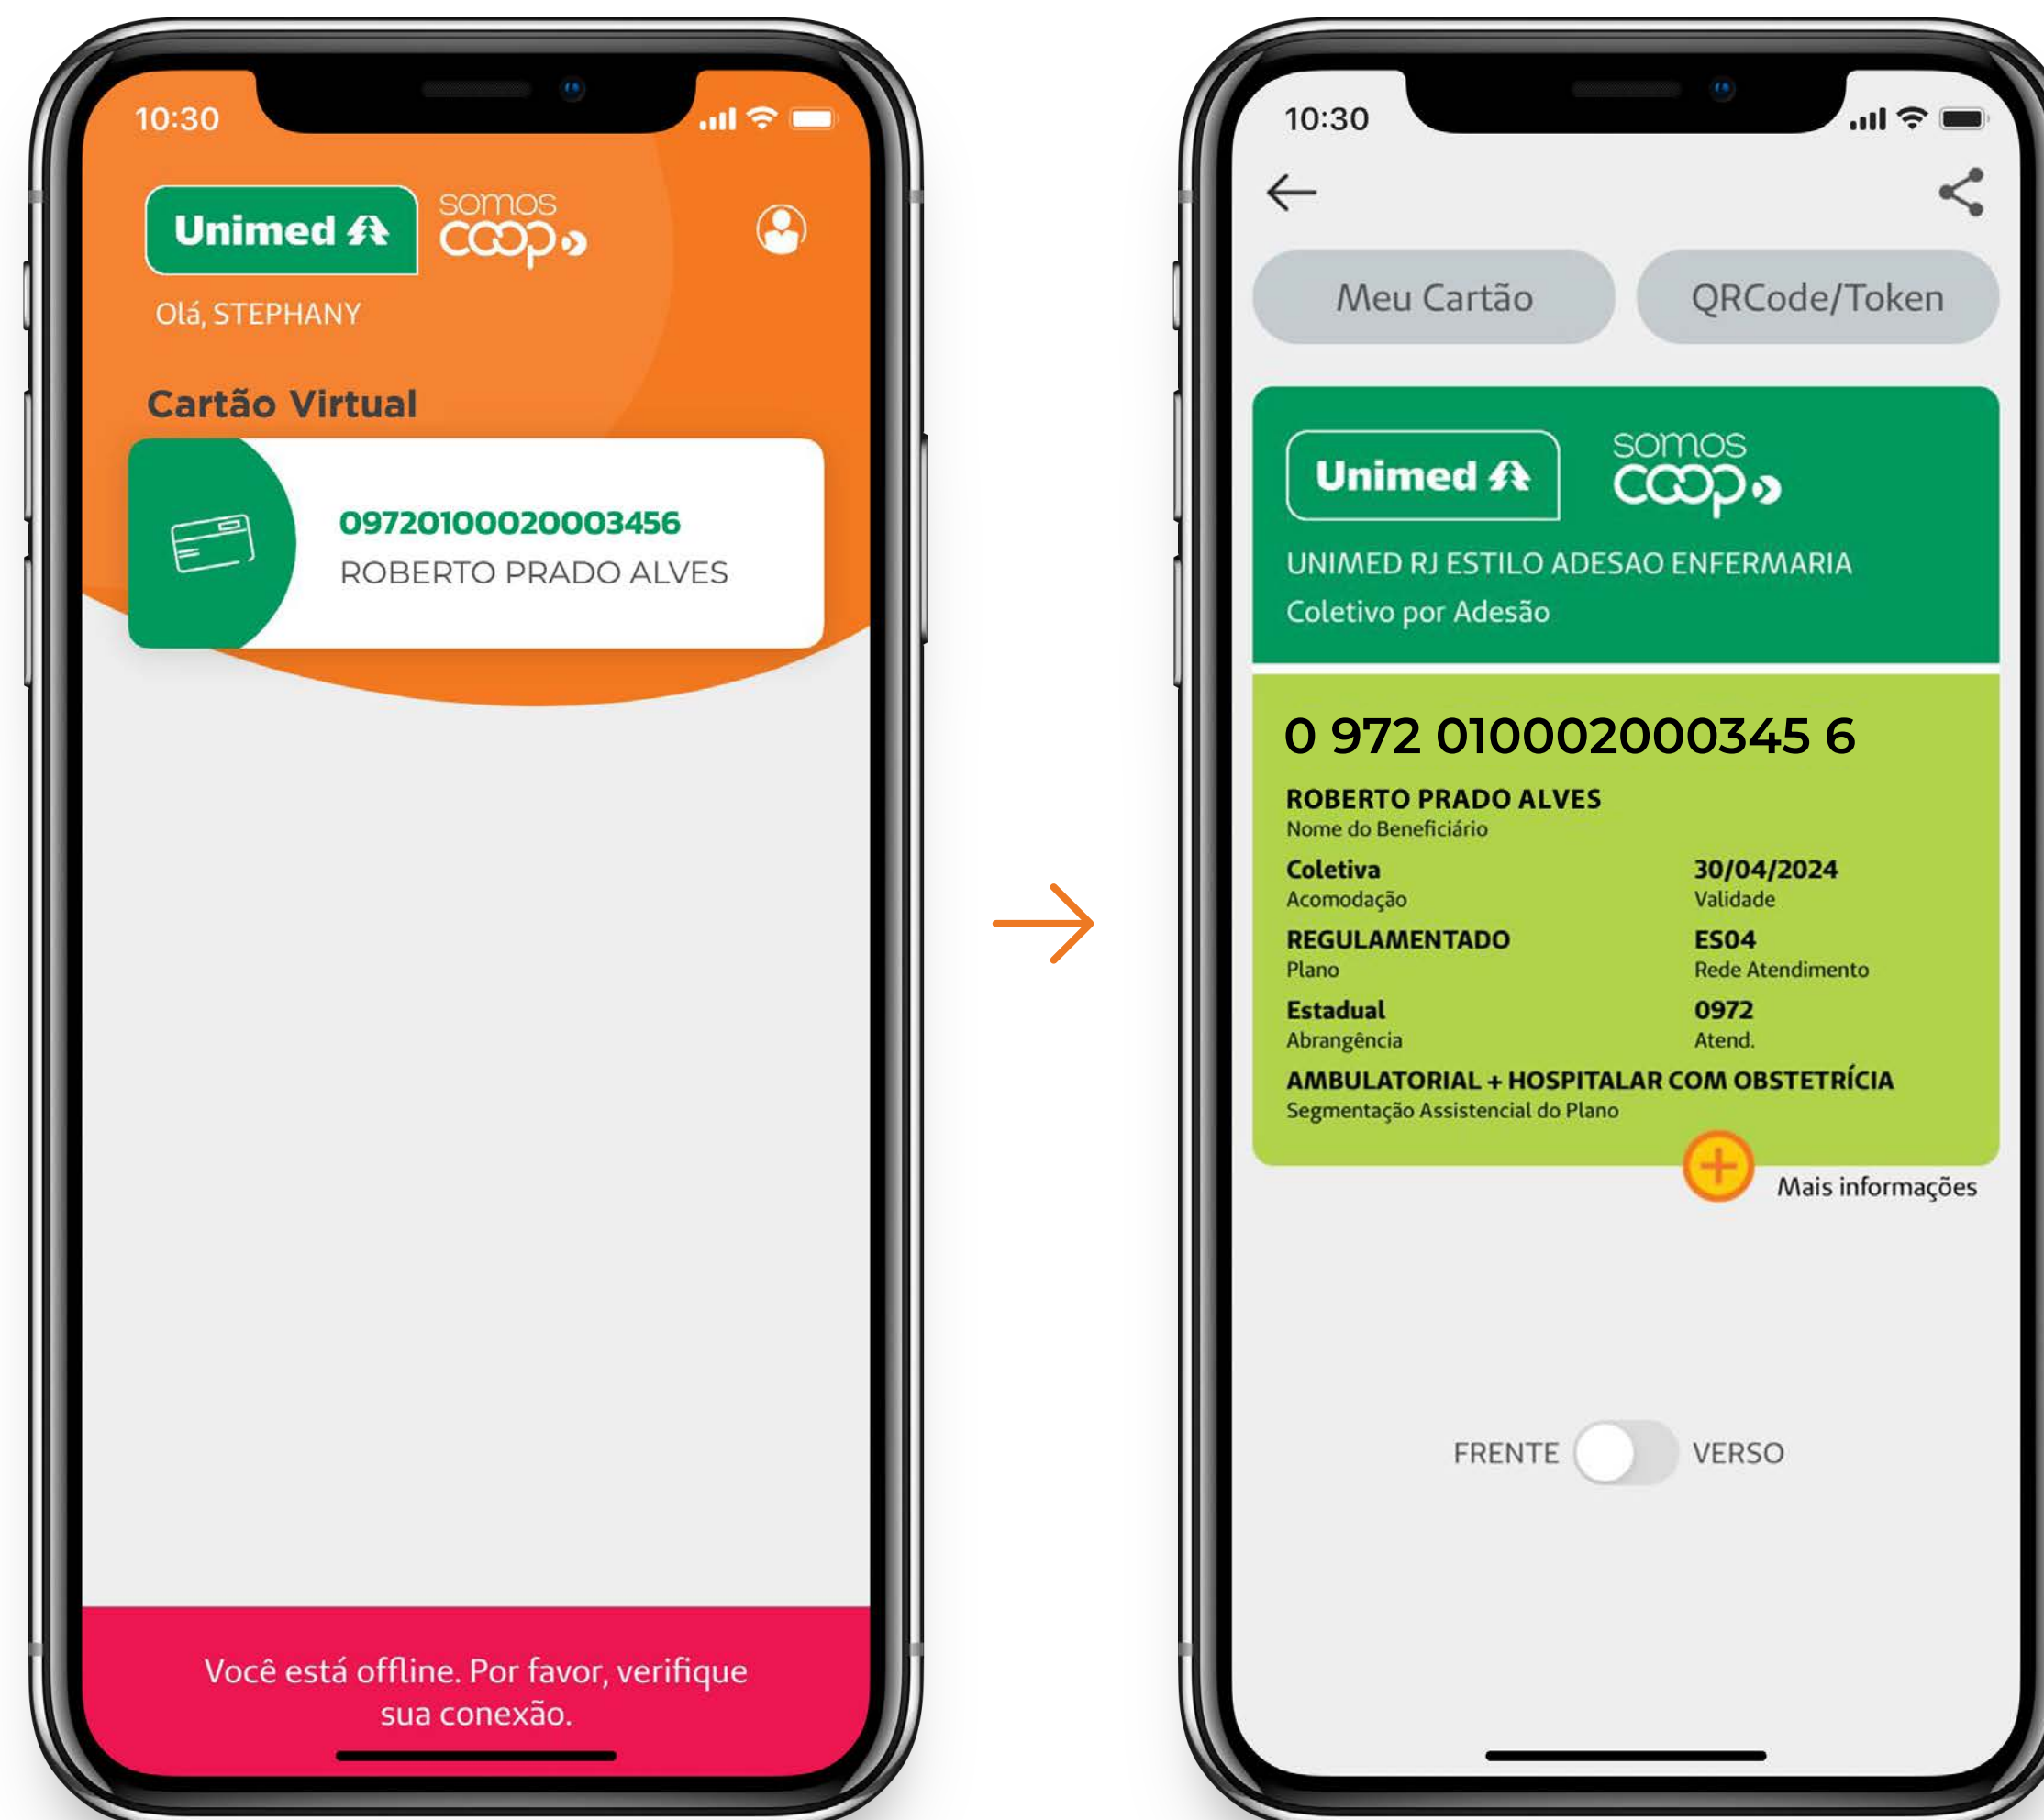 10:30
Unimed
somos
coop
Olá, STEPHANY
Cartão Virtual
09720100020003456
ROBERTO PRADO ALVES
Você está offline. Por favor, verifique
sua conexão.
10:30
Meu Cartão QRCode/Token
Unimed
somos
coop
UNIMED RJ ESTILO ADESAO ENFERMARIA
Coletivo por Adesão
0 972 010002000345 6
ROBERTO PRADO ALVES
Nome do Beneficiário
Coletiva 30/04/2024
Acomodação Validade
REGULAMENTADO ES04
Plano Rede Atendimento
Estadual 0972
Abrangência Atend.
AMBULATORIAL + HOSPITALAR COM OBSTETRÍCIA
Segmentação Assistencial do Plano
Mais informações
FRENTE VERSO